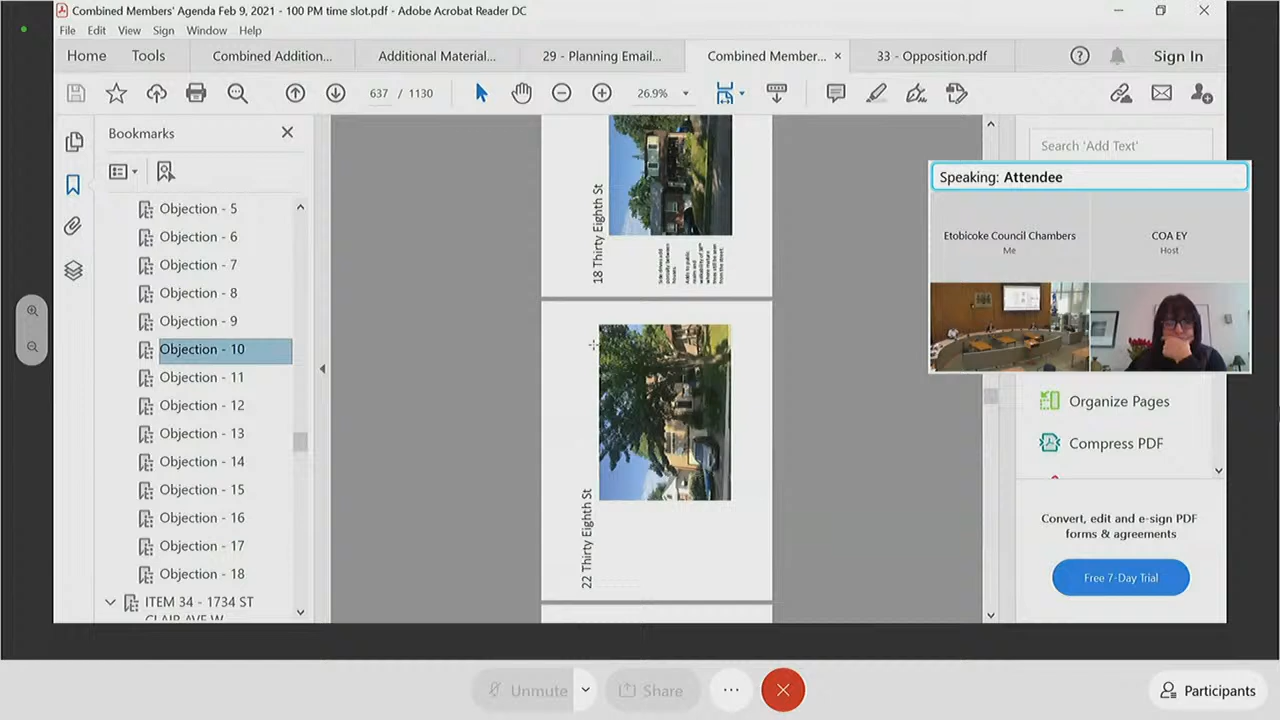 Combined Members' Agenda Feb 9, 2021 - 100 PM time slot.pdf - Adobe Acrobat Reader DC
File Edit View Sign Window Help
Home Tools Combined Addition... Additional Material... 29 - Planning Email... Combined Member... × 33 - Opposition.pdf Sign In
637 / 1130 26.9%
Bookmarks
Objection - 5
Objection - 6
Objection - 7
Objection - 8
Objection - 9
Objection - 10
Objection - 11
Objection - 12
Objection - 13
Objection - 14
Objection - 15
Objection - 16
Objection - 17
Objection - 18
ITEM 34 - 1734 ST
CLAIR AVE W
18 Thirty Eighth St
22 Thirty Eighth St
Search 'Add Text'
Speaking: Attendee
Etobicoke Council Chambers
Me
COA EY
Host
Organize Pages
Compress PDF
Convert, edit and e-sign PDF
forms & agreements
Free 7-Day Trial
Unmute Share ... Participants